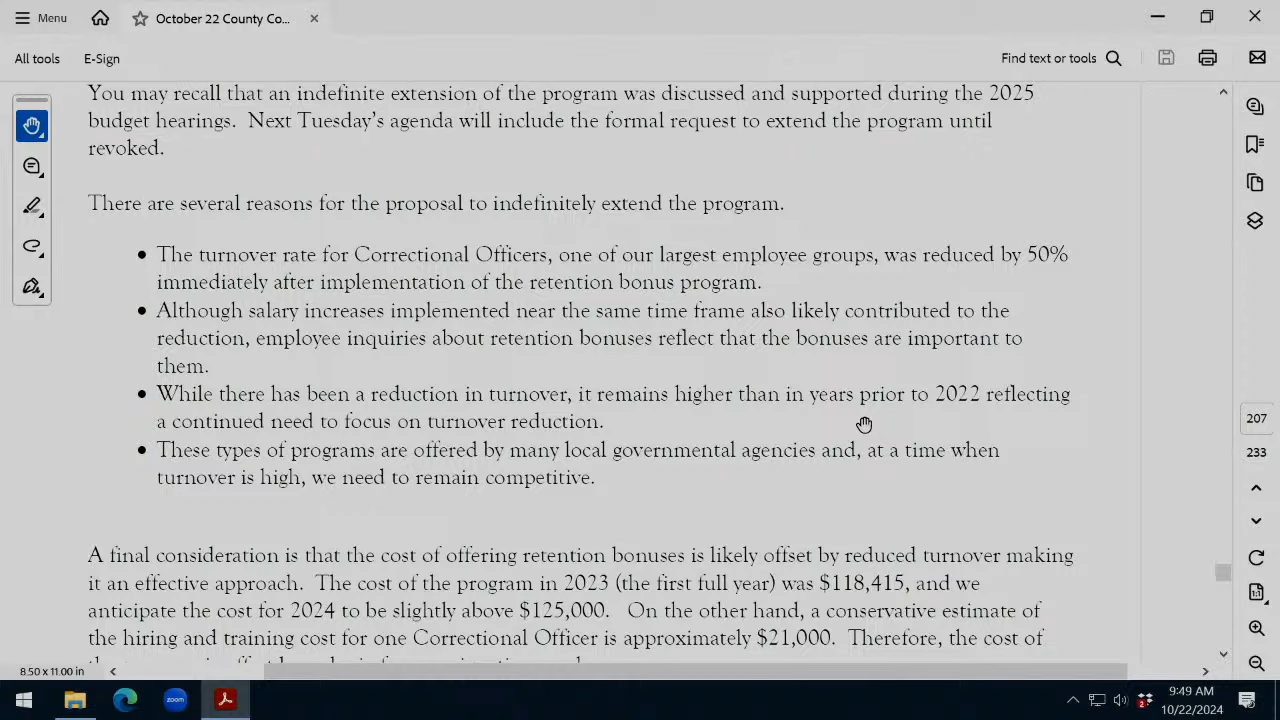 Menu
October 22 County Co...
All tools
E-Sign
Find text or tools
You may recall that an indefinite extension of the program was discussed and supported during the 2025
budget hearings. Next Tuesday's agenda will include the formal request to extend the program until
revoked.
There are several reasons for the proposal to indefinitely extend the program.
• The turnover rate for Correctional Officers, one of our largest employee groups, was reduced by 50%
immediately after implementation of the retention bonus program.
• Although salary increases implemented near the same time frame also likely contributed to the
reduction, employee inquiries about retention bonuses reflect that the bonuses are important to
them.
• While there has been a reduction in turnover, it remains higher than in years prior to 2022 reflecting
a continued need to focus on turnover reduction.
• These types of programs are offered by many local governmental agencies and, at a time when
turnover is high, we need to remain competitive.
A final consideration is that the cost of offering retention bonuses is likely offset by reduced turnover making
it an effective approach. The cost of the program in 2023 (the first full year) was $118,415, and we
anticipate the cost for 2024 to be slightly above $125,000. On the other hand, a conservative estimate of
the hiring and training cost for one Correctional Officer is approximately $21,000. Therefore, the cost of
207
233
1:1
8.50 x 11.00 in
zoom
2
9:49 AM
10/22/2024